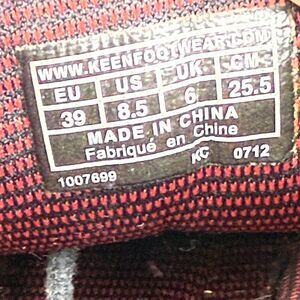 WWW.KEENFOOTWEAR.COM
EU US UK CM
39 8.5 6 25.5
MADE IN CHINA
Fabriqué en Chine
KG 0712
1007699